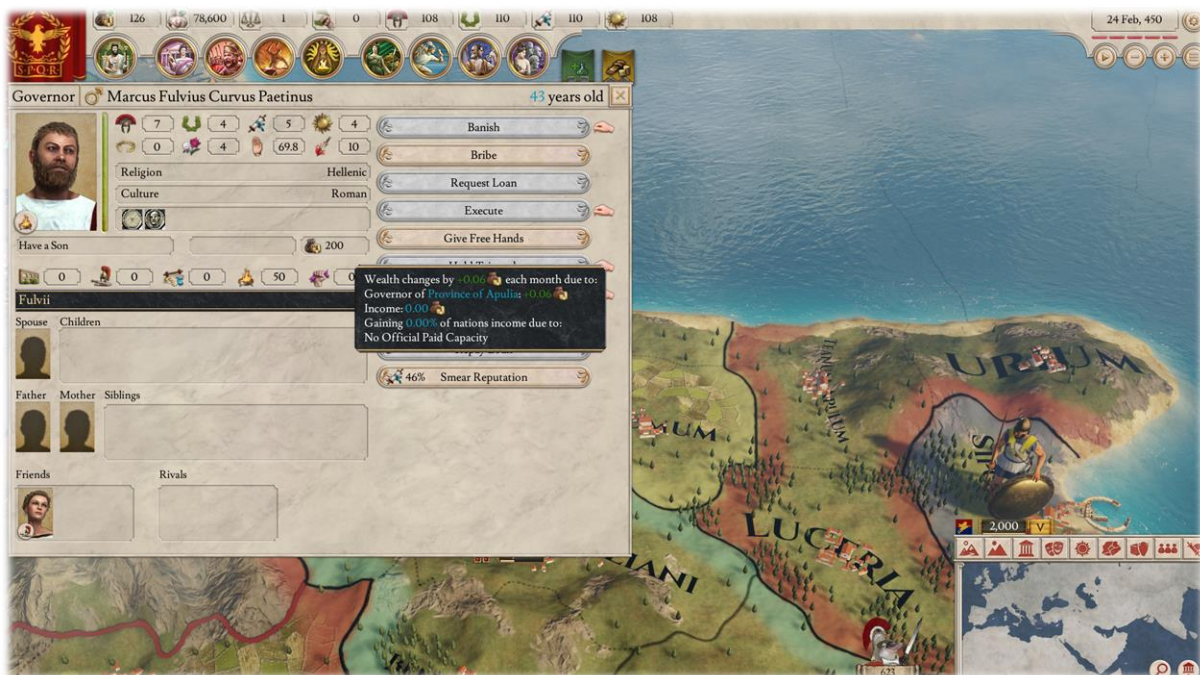 126 78,600 1 0 108 110 110 108
24 Feb, 450
S·P·Q·R
Governor Marcus Fulvius Curvus Paetinus 43 years old
7 4 5 4
0 4 69.8 10
Religion Hellenic
Culture Roman
Have a Son 200
0 0 0 50
Fulvii
Spouse Children
Father Mother Siblings
Friends Rivals
Banish
Bribe
Request Loan
Execute
Give Free Hands
Wealth changes by +0.06 each month due to:
Governor of Province of Apulia: +0.06
Income: 0.00
Gaining 0.00% of nations income due to:
No Official Paid Capacity
46% Smear Reputation
URIUM
LUCERIA
CIANI
2,000 V
623